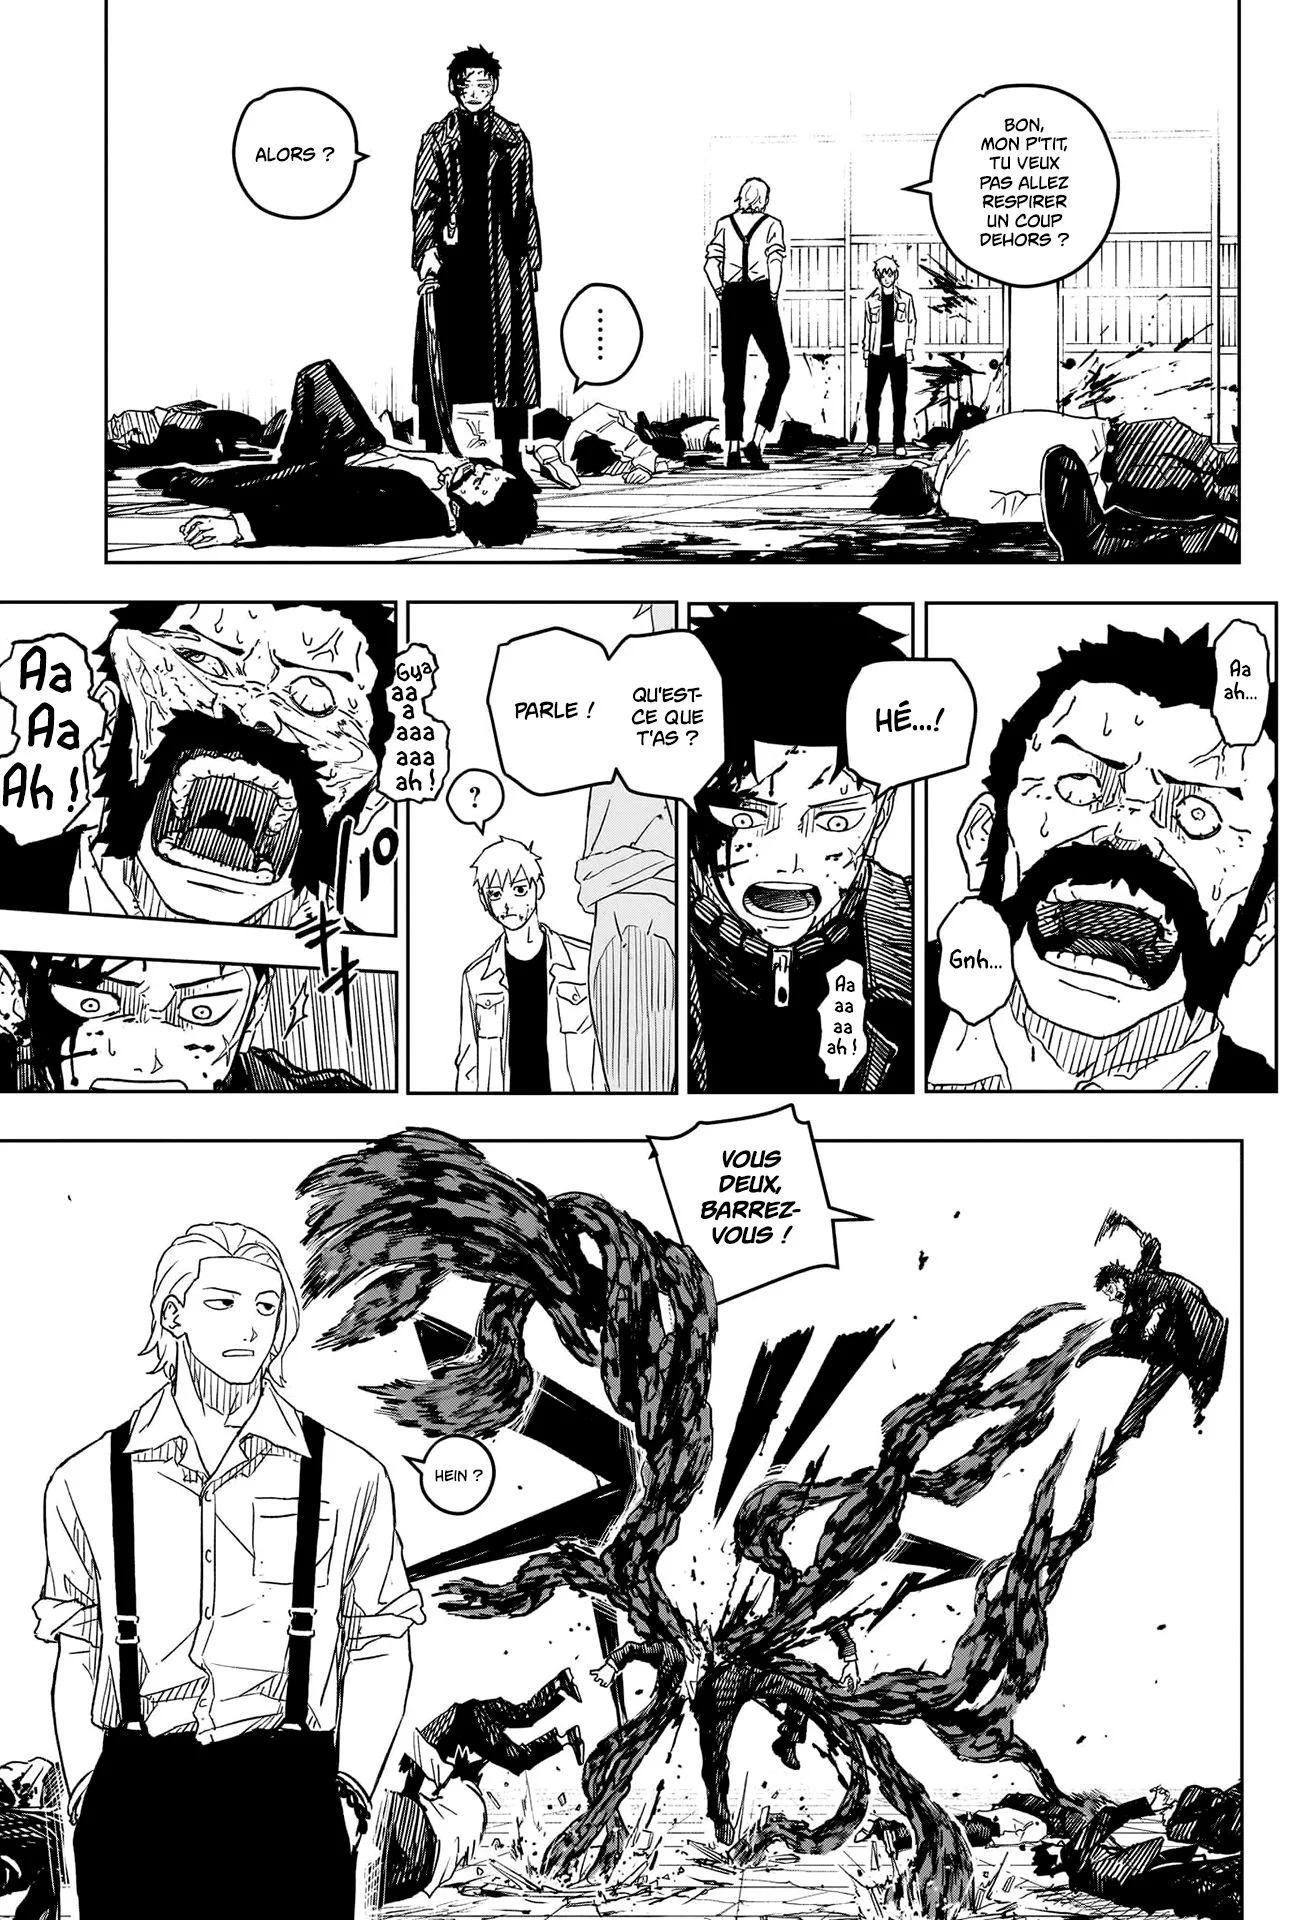 BON,
MON P'TIT,
TU VEUX
PAS ALLEZ
RESPIRER
UN COUP
DEHORS ?
ALORS ?
......
Aa
ah...
Gnh...
HÉ...!
Aa
aa
aa
ah !
QU'EST-
CE QUE
T'AS ?
PARLE !
?
Gya
aa
a
aaa
aaa
ah !
Aa
Aa
Ah !
VOUS
DEUX,
BARREZ-
VOUS !
HEIN ?